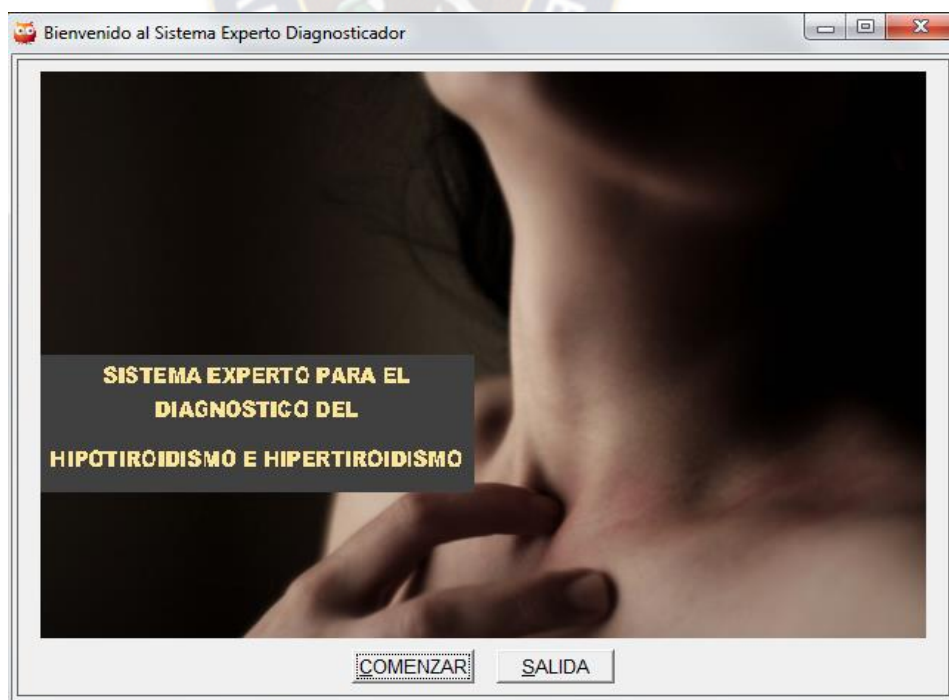 Bienvenido al Sistema Experto Diagnosticador
SISTEMA EXPERTO PARA EL
DIAGNOSTICO DEL
HIPOTIROIDISMO E HIPERTIROIDISMO
COMENZAR
SALIDA